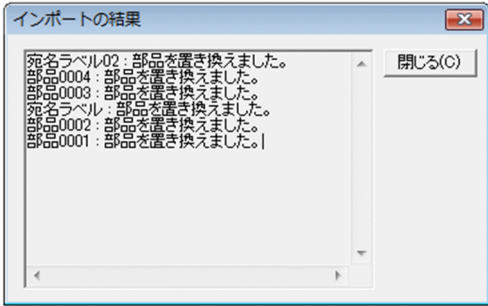 インポートの結果
宛名ラベル02：部品を置き換えました。
部品0004：部品を置き換えました。
部品0003：部品を置き換えました。
宛名ラベル：部品を置き換えました。
部品0002：部品を置き換えました。
部品0001：部品を置き換えました。
閉じる(C)